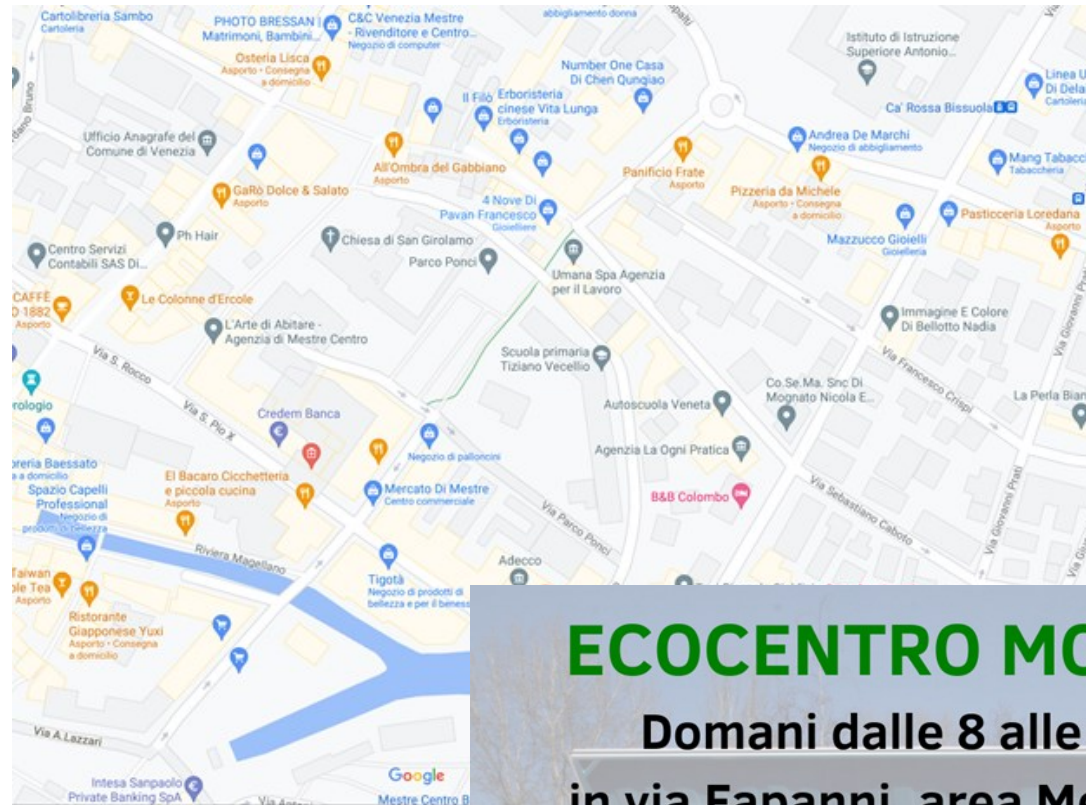 Cartolibreria Sambo
Cartoleria
PHOTO BRESSAN |
Matrimoni, Bambini...
C&C Venezia Mestre
- Rivenditore e Centro...
Negozio di computer
abbigliamento donna
Osteria Lisca
Asporto • Consegna
a domicilio
Istituto di Istruzione
Superiore Antonio...
Number One Casa
Di Chen Qunqiao
Linea U
Di Dela
Cartoleria
Il Filò
Erboristeria
cinese Vita Lunga
Erboristeria
Ca' Rossa Bissuola
Bruno
Ufficio Anagrafe del
Comune di Venezia
Andrea De Marchi
Negozio di abbigliamento
All'Ombra del Gabbiano
Asporto
Panificio Frate
Asporto
Mang Tabacc
Tabaccheria
GaRò Dolce & Salato
Asporto
4 Nove Di
Pavan Francesco
Gioielliere
Pizzeria da Michele
Asporto • Consegna
a domicilio
Pasticceria Loredana
Asporto
Ph Hair
Chiesa di San Girolamo
Mazzucco Gioielli
Gioielleria
Centro Servizi
Contabili SAS Di...
Parco Ponci
Umana Spa Agenzia
per il Lavoro
CAFFÈ
1882
Asporto
Le Colonne d'Ercole
L'Arte di Abitare -
Agenzia di Mestre Centro
Immagine E Colore
Di Bellotto Nadia
Via Giovanni Prati
Via S. Rocco
Scuola primaria
Tiziano Vecellio
Via Francesco Crispi
Co.Se.Ma. Snc Di
Mognato Nicola E...
La Perla Bian
rologio
Via S. Pio X
Credem Banca
Autoscuola Veneta
Negozio di palloncini
Agenzia La Ogni Pratica
reria Baessato
a domicilio
Spazio Capelli
Professional
Negozio di
prodotti di bellezza
El Bacaro Cicchetteria
e piccola cucina
Asporto
Mercato Di Mestre
Centro commerciale
B&B Colombo
Via Sebastiano Caboto
Via Giovanni Prati
Via Parco Ponci
Riviera Magellano
Adecco
Taiwan
le Tea
Asporto
Tigotà
Negozio di prodotti di
bellezza e per il beness
Ristorante
Giapponese Yuxi
Asporto • Consegna
a domicilio
ECOCENTRO MO
Domani dalle 8 alle
in via Fapanni, area Me
Via A.Lazzari
Google
Intesa Sanpaolo
Private Banking SpA
Mestre Centro B